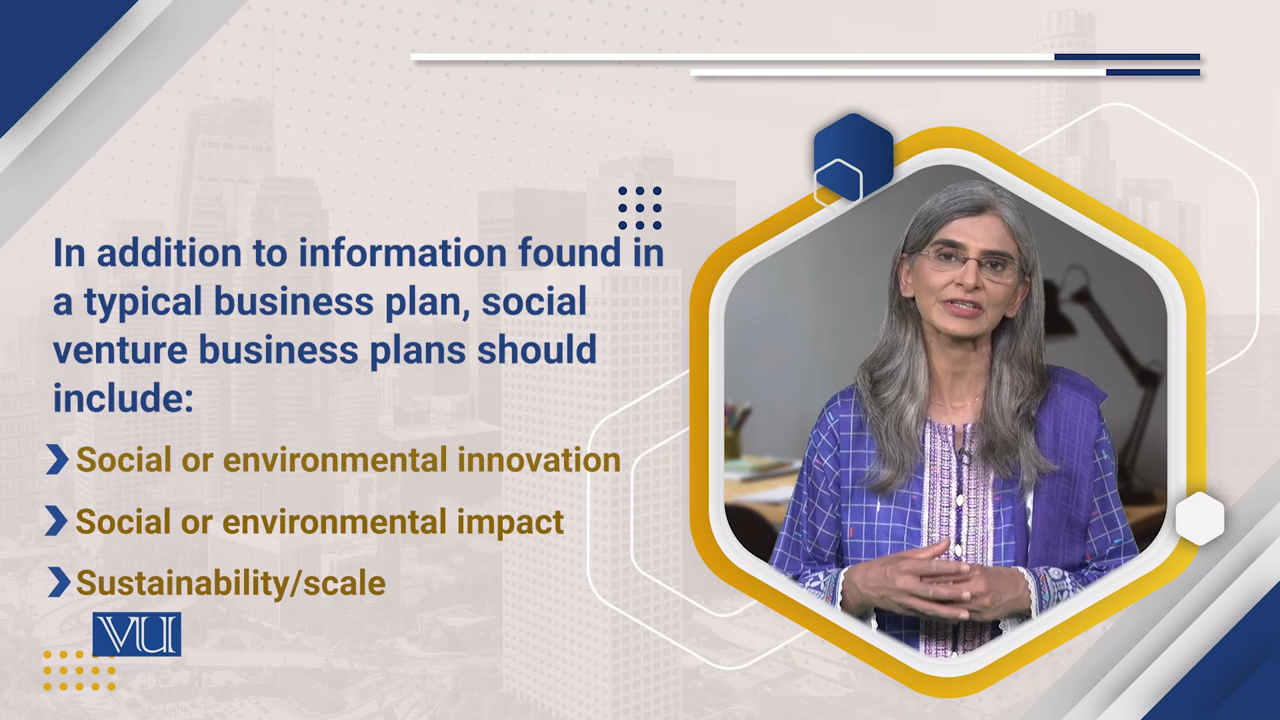 In addition to information found in
a typical business plan, social
venture business plans should
include:
Social or environmental innovation
Social or environmental impact
Sustainability/scale
VU